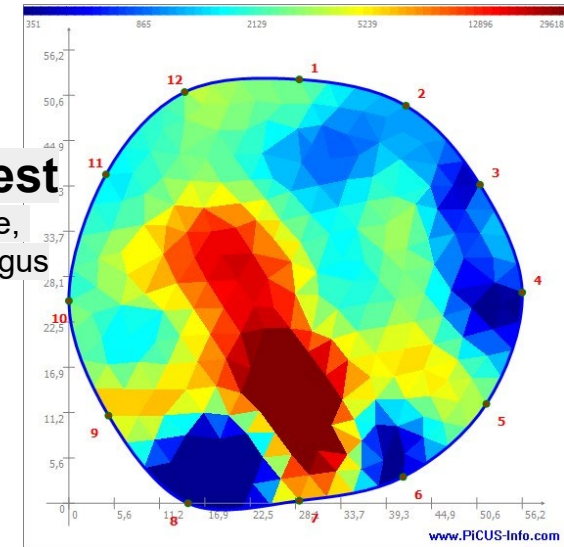 351 865 2129 5239 12896 29618
56,2
12 1
50,6 2
44,9
11 est 3
e,
33,7
gus
28,1 4
10
22,5
16,9
5
11,2
9
5,6
6
0
0 5,6 11,2 16,9 22,5 28,1 33,7 39,3 44,9 50,6 56,2
8 7
www.PiCUS-Info.com